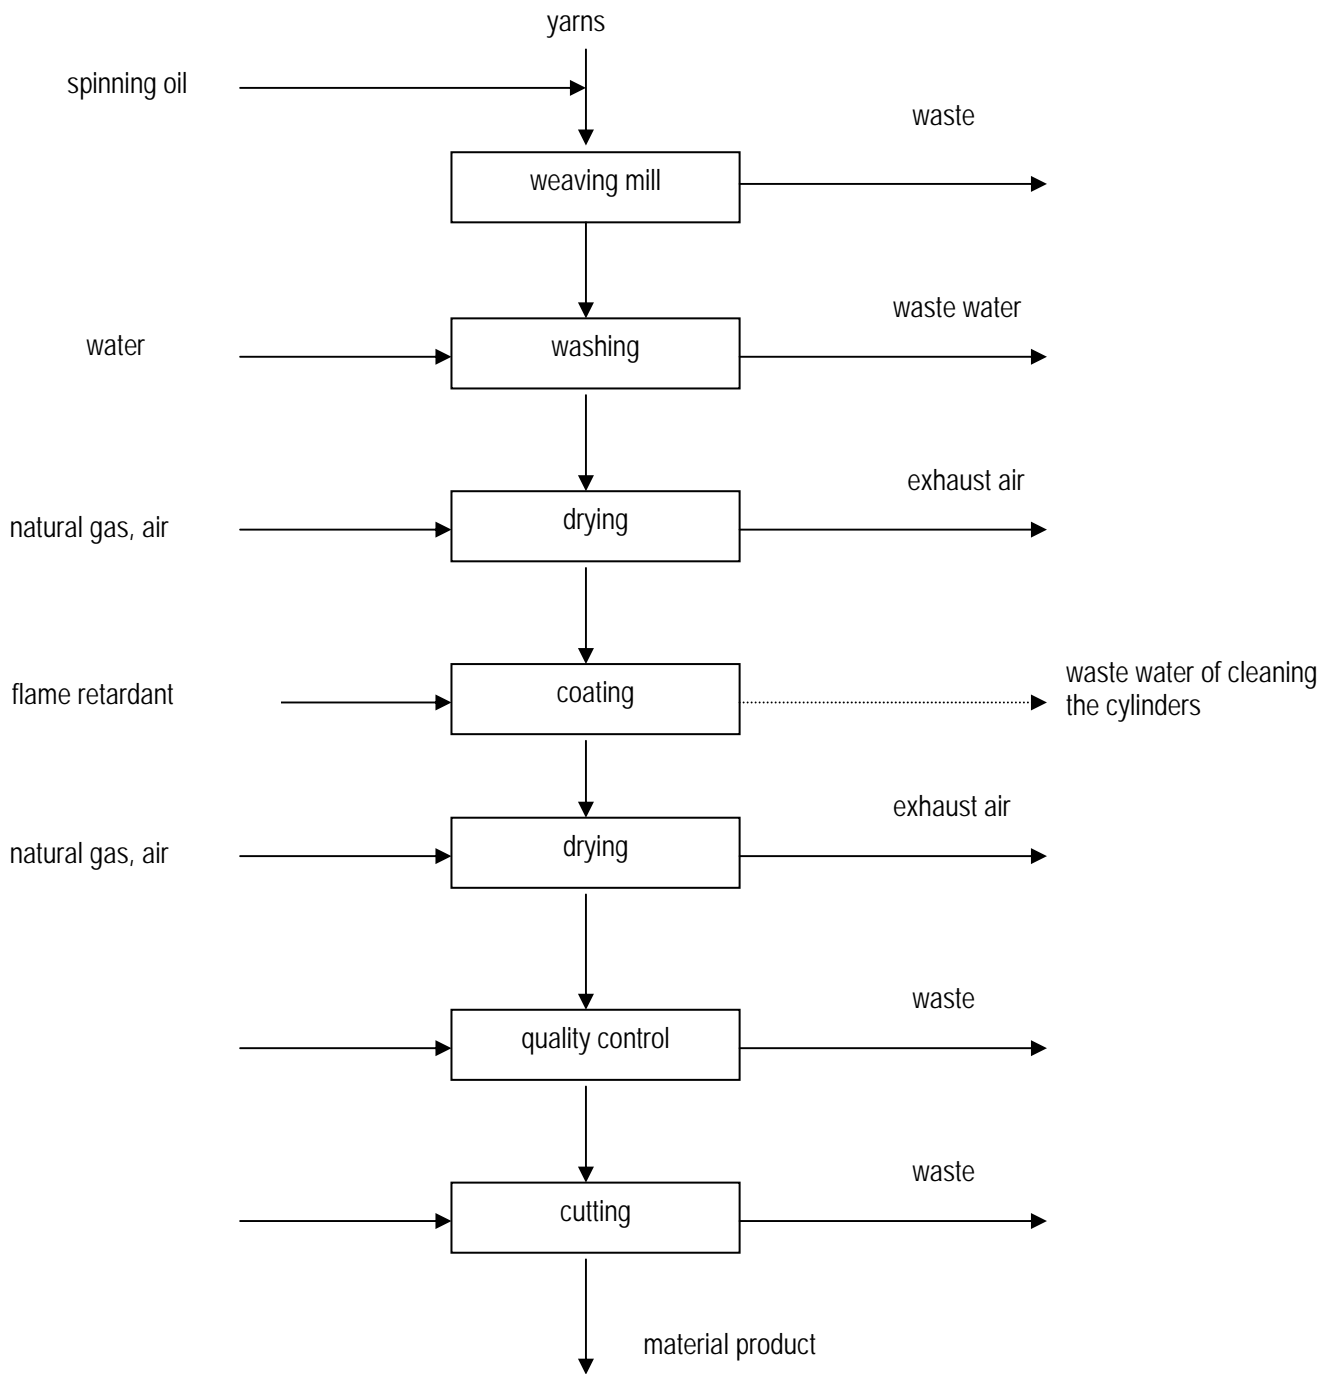 yarns
spinning oil
waste
weaving mill
waste water
water
washing
exhaust air
natural gas, air
drying
flame retardant
coating
waste water of cleaning
the cylinders
exhaust air
natural gas, air
drying
waste
quality control
waste
cutting
material product